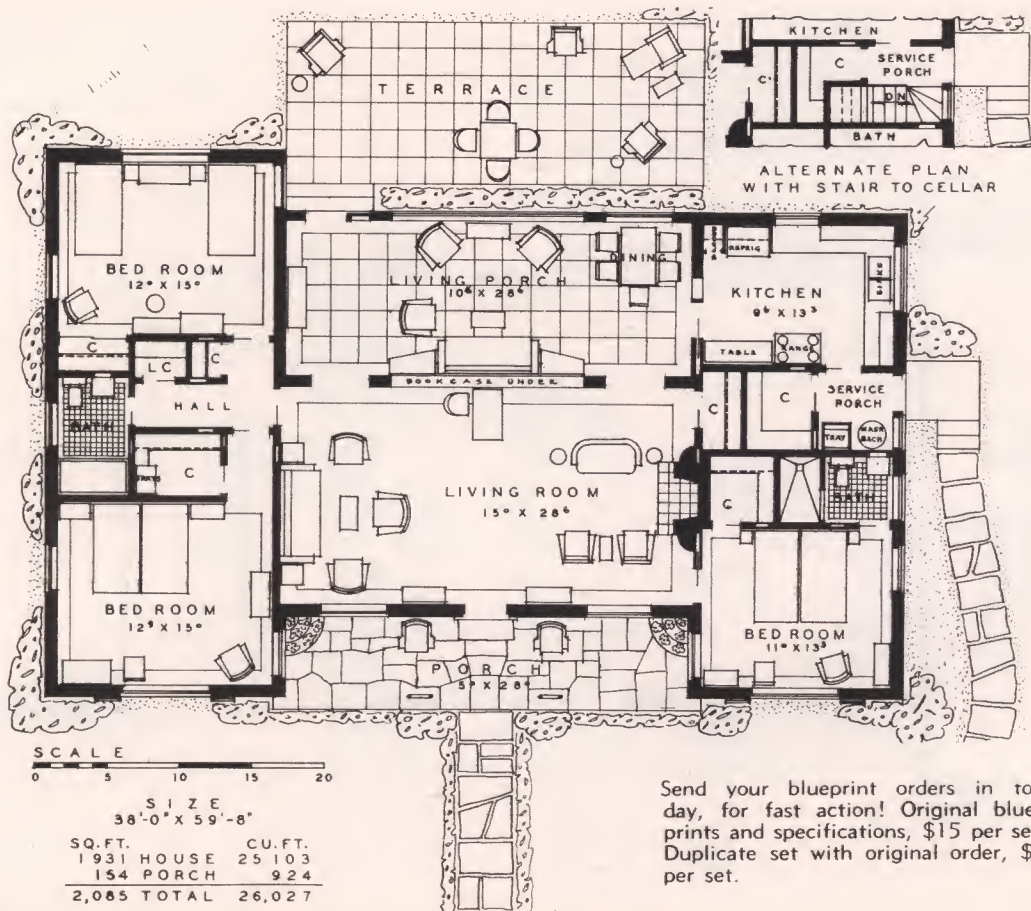 KITCHEN
C
C
SERVICE
PORCH
DN
BATH
ALTERNATE PLAN
WITH STAIR TO CELLAR
TERRACE
BED ROOM
12⁰ X 15⁰
LIVING PORCH
10⁶ X 28⁶
DINING
REFRIG
KITCHEN
9⁶ X 13³
SINKS
TABLE
RANGE
C
LC
C
BOOKCASE UNDER
HALL
BATH
TRAYS
C
LIVING ROOM
15⁰ X 28⁶
C
C
SERVICE
PORCH
TRAY
WASH
MACH
C
BATH
BED ROOM
12⁹ X 15⁰
BED ROOM
11⁰ X 13³
PORCH
5⁶ X 28⁶
SCALE
0 5 10 15 20
SIZE
38'-0" X 59'-8"
SQ.FT. CU.FT.
1931 HOUSE 25 103
154 PORCH 924
2,085 TOTAL 26,027
Send your blueprint orders in to
day, for fast action! Original blue
prints and specifications, $15 per se
Duplicate set with original order, $
per set.